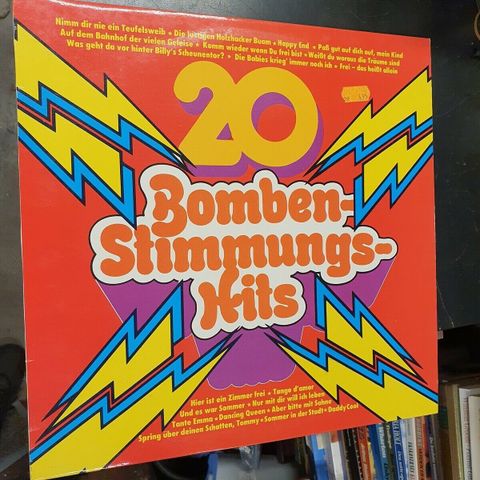 Nimm dir nie ein Teufelsweib • Die lustigen Holzhacker Buam • Happy End • Paß gut auf dich auf, mein Kind
Auf dem Bahnhof der vielen Geleise • Komm wieder wenn Du frei bist • Weißt du woraus die Träume sind
Was geht da vor hinter Billy's Scheunentor? • Die Babies krieg' immer noch ich • Frei – das heißt allein
20
Bomben-
Stimmungs-
Hits
Hier ist ein Zimmer frei • Tango d'amor
Und es war Sommer • Nur mit dir will ich leben
Tante Emma • Dancing Queen • Aber bitte mit Sahne
Spring über deinen Schatten, Tommy • Sommer in der Stadt • Daddy Cool